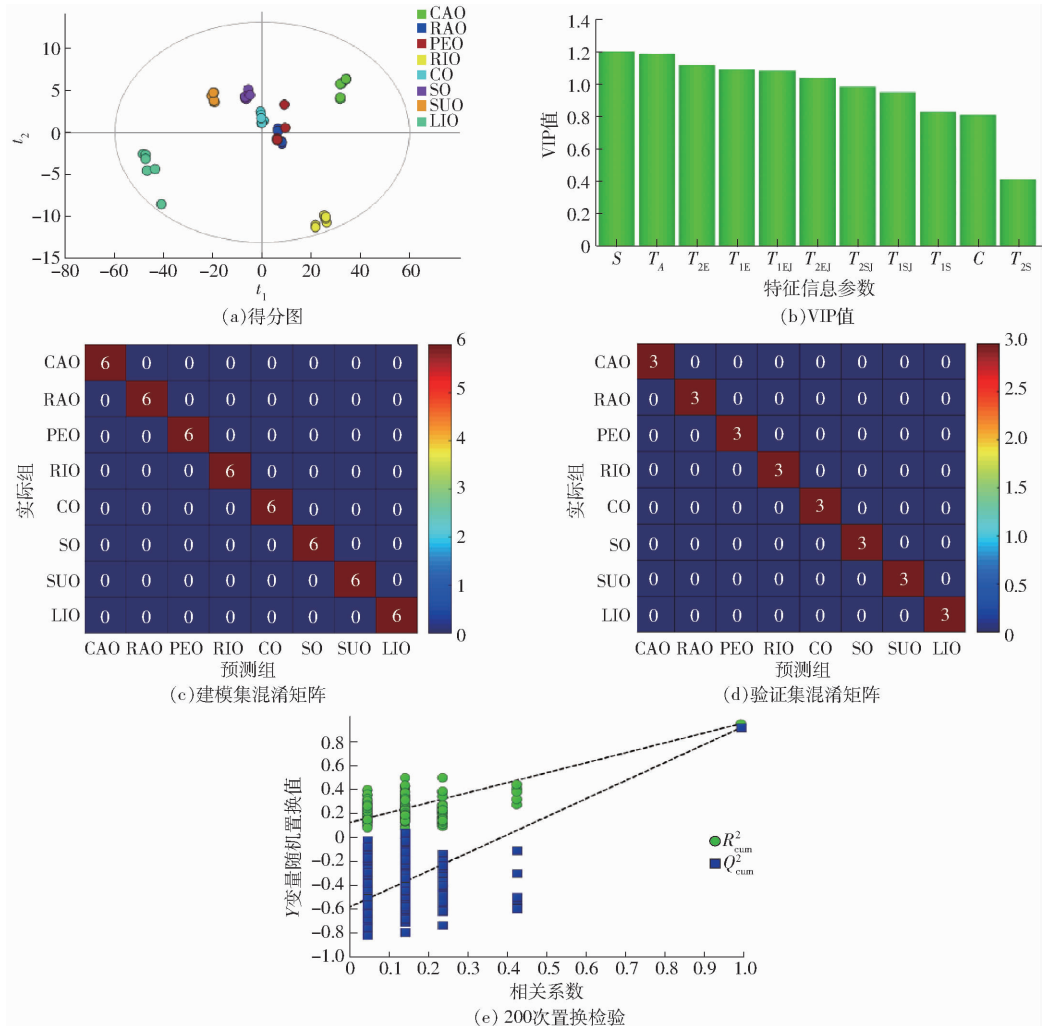 CAO
RAO
PEO
RIO
CO
SO
SUO
LIO
10
5
0
-5
-10
-15
t₂
-80 -60 -40 -20 0 20 40 60
t₁
(a)得分图
1.4
1.2
1.0
0.8
0.6
0.4
1.2
0
VIP值
S T_A T_2E T_1E T_1EJ T_2EJ T_2SJ T_1SJ T_1S C T_2S
特征信息参数
(b)VIP值
实际组
CAO 6 0 0 0 0 0 0 0
RAO 0 6 0 0 0 0 0 0
PEO 0 0 6 0 0 0 0 0
RIO 0 0 0 6 0 0 0 0
CO 0 0 0 0 6 0 0 0
SO 0 0 0 0 0 6 0 0
SUO 0 0 0 0 0 0 6 0
LIO 0 0 0 0 0 0 0 6
CAO RAO PEO RIO CO SO SUO LIO
预测组
6
5
4
3
2
1
0
(c)建模集混淆矩阵
实际组
CAO 3 0 0 0 0 0 0 0
RAO 0 3 0 0 0 0 0 0
PEO 0 0 3 0 0 0 0 0
RIO 0 0 0 3 0 0 0 0
CO 0 0 0 0 3 0 0 0
SO 0 0 0 0 0 3 0 0
SUO 0 0 0 0 0 0 3 0
LIO 0 0 0 0 0 0 0 3
CAO RAO PEO RIO CO SO SUO LIO
预测组
3.0
2.5
2.0
1.5
1.0
0.5
0
(d)验证集混淆矩阵
Y变量随机置换值
0.8
0.6
0.4
0.2
0
-0.2
-0.4
-0.6
-0.8
-1.0
0 0.1 0.2 0.3 0.4 0.5 0.6 0.7 0.8 0.9 1.0
R²cum
Q²cum
相关系数
(e) 200次置换检验